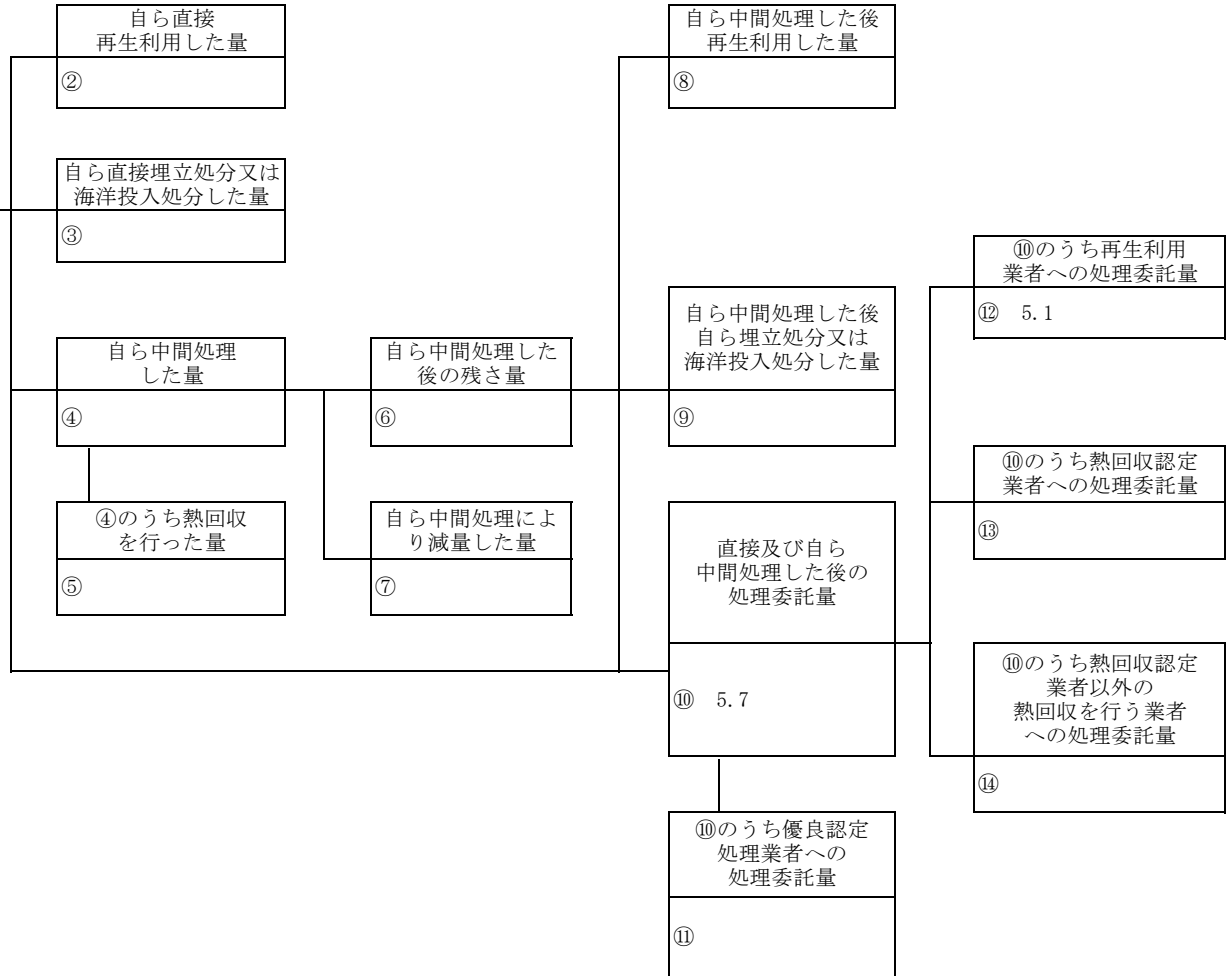 自ら直接
再生利用した量
②
自ら中間処理した後
再生利用した量
⑧
自ら直接埋立処分又は
海洋投入処分した量
③
⑩のうち再生利用
業者への処理委託量
⑫ 5.1
自ら中間処理
した量
④
自ら中間処理した
後の残さ量
⑥
自ら中間処理した後
自ら埋立処分又は
海洋投入処分した量
⑨
⑩のうち熱回収認定
業者への処理委託量
⑬
④のうち熱回収
を行った量
⑤
自ら中間処理によ
り減量した量
⑦
直接及び自ら
中間処理した後の
処理委託量
⑩ 5.7
⑩のうち熱回収認定
業者以外の
熱回収を行う業者
への処理委託量
⑭
⑩のうち優良認定
処理業者への
処理委託量
⑪